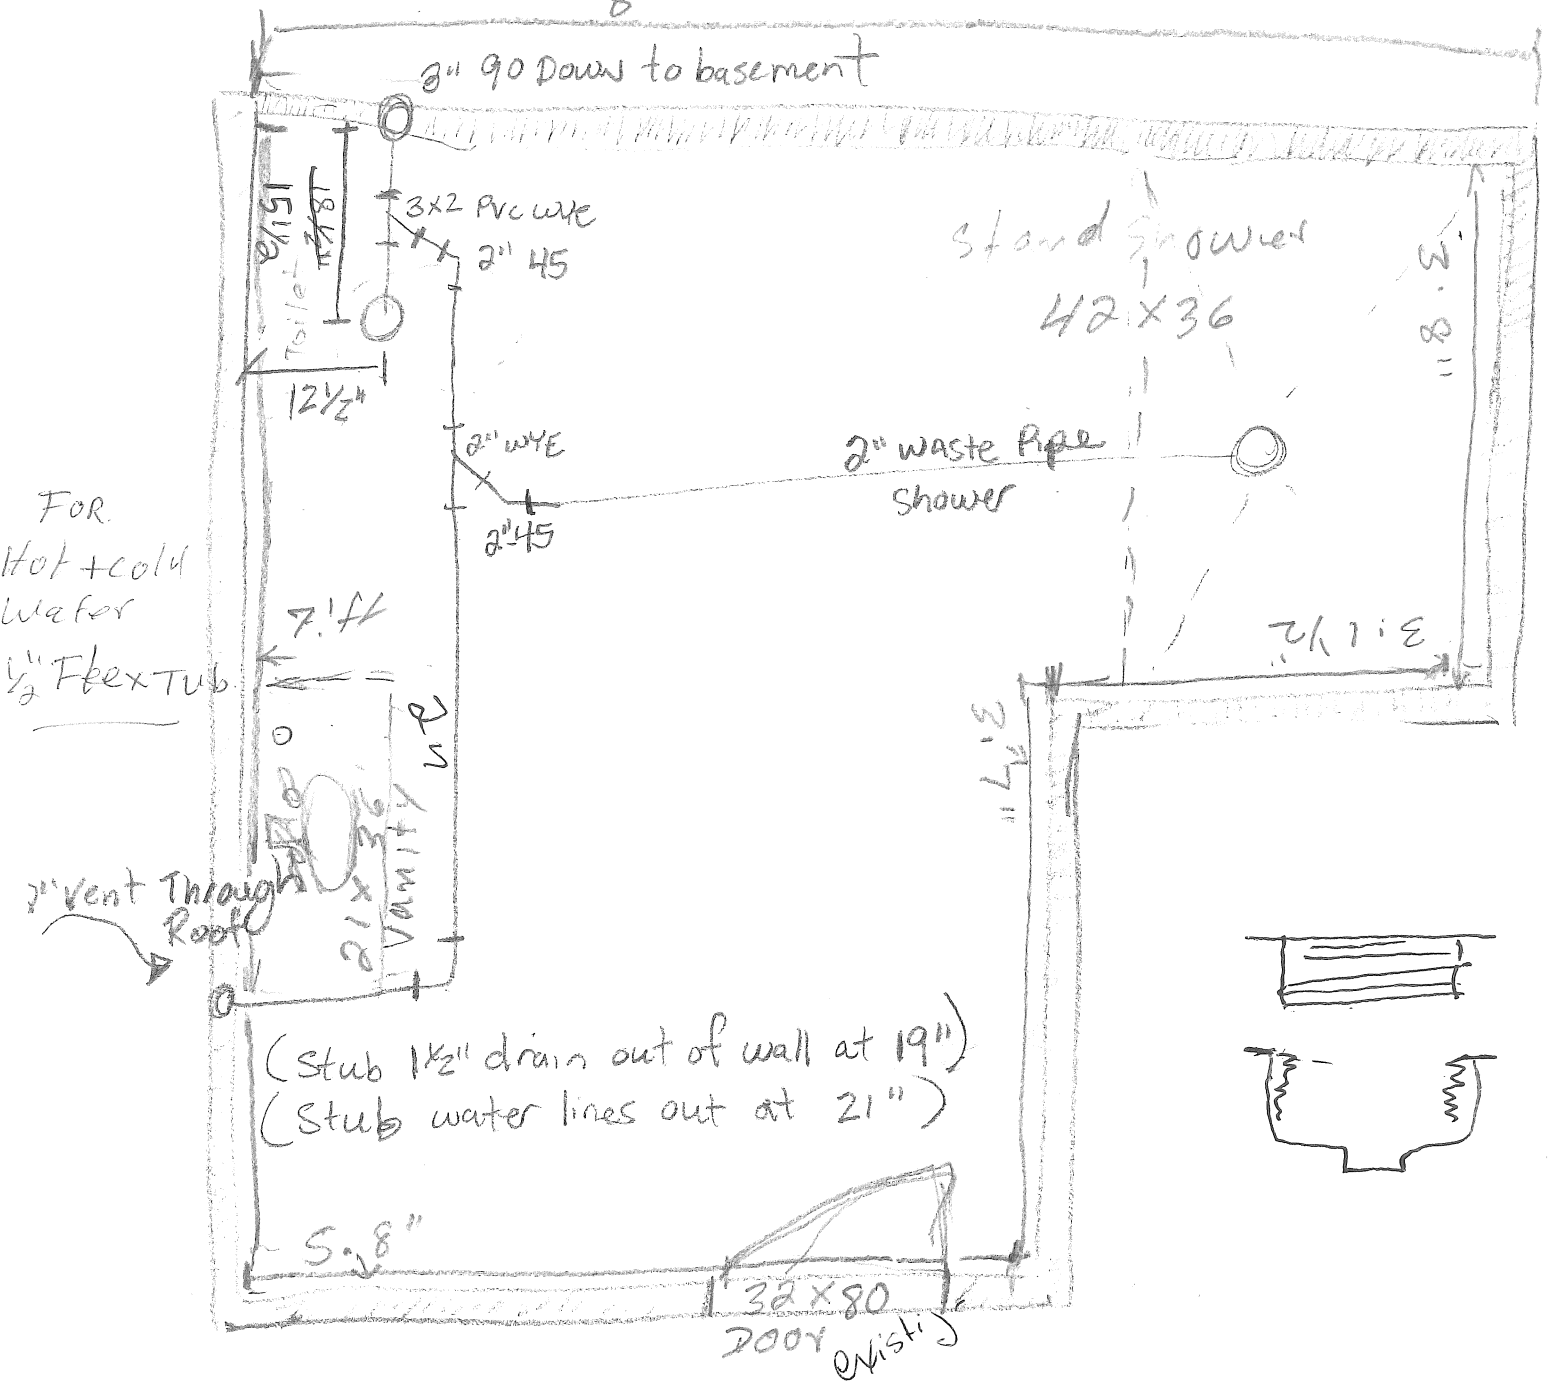 8
2" 90 Down to basement
15 1/2
18 1/2"
Toilet
3x2 PVC WYE
2" 45
12 1/2"
Stand Shower
42 x 36
3. 8"
2" WYE
2" Waste Pipe
Shower
2" 45
FOR
Hot + cold
Water
1/2" Flex Tub
7' ft
3' 1 1/2"
3' 7"
2"
21 x 36
Vanity
2" Vent Through
Roof
(Stub 1 1/2" drain out of wall at 19")
(Stub water lines out at 21")
5. 8"
32 x 80
Door